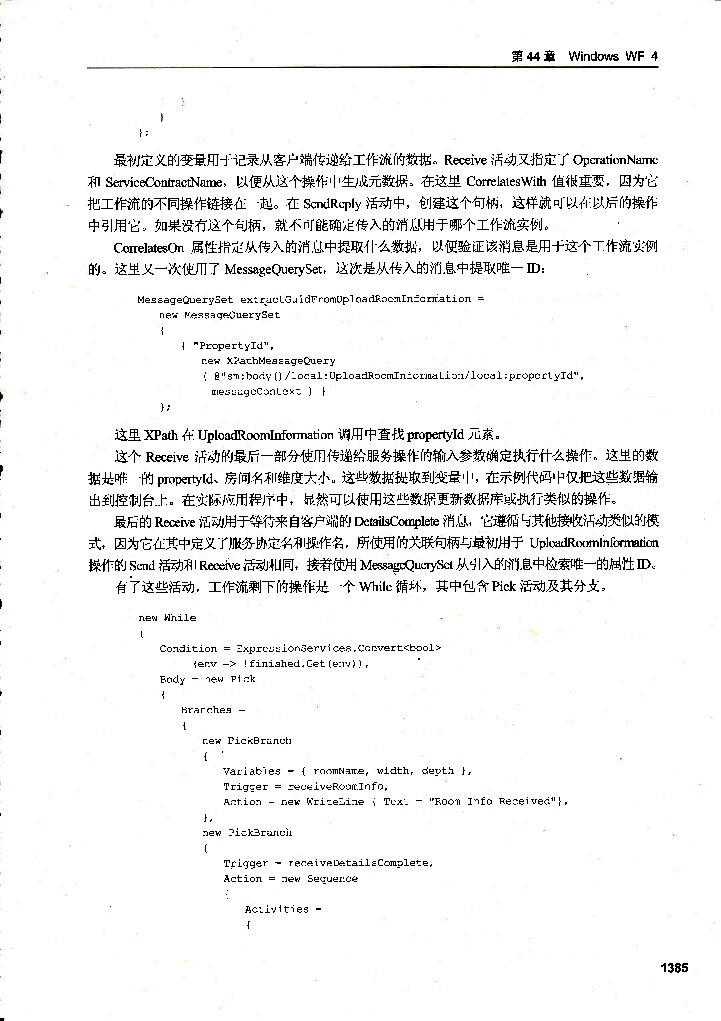 第 44 章 Windows WF 4
}
}
};
最初定义的变量用于记录从客户端传递给工作流的数据。Receive 活动又指定了 OperationName
和 ServiceContractName，以便从这个操作中生成元数据。在这里 CorrelatesWith 值很重要，因为它
把工作流的不同操作链接在一起。在 SendReply 活动中，创建这个句柄，这样就可以在以后的操作
中引用它。如果没有这个句柄，就不可能确定传入的消息用于哪个工作流实例。
CorrelatesOn 属性指定从传入的消息中提取什么数据，以便验证该消息是用于这个工作流实例
的。这里又一次使用了 MessageQuerySet，这次是从传入的消息中提取唯一 ID：
MessageQuerySet extractGuidFromUploadRoomInformation =
new MessageQuerySet
{
{ "PropertyId",
new XPathMessageQuery
( @"sm:body()/local:UploadRoomInformation/local:propertyId",
messageContext ) }
};
这里 XPath 在 UploadRoomInformation 调用中查找 propertyId 元素。
这个 Receive 活动的最后一部分使用传递给服务操作的输入参数确定执行什么操作。这里的数
据是唯一的 propertyId、房间名和维度大小。这些数据提取到变量中，在示例代码中仅把这些数据输
出到控制台上。在实际应用程序中，显然可以使用这些数据更新数据库或执行类似的操作。
最后的 Receive 活动用于等待来自客户端的 DetailsComplete 消息，它遵循与其他接收活动类似的模
式，因为它在其中定义了服务协定名和操作名，所使用的关联句柄与最初用于 UploadRoomInformation
操作的 Send 活动和 Receive 活动相同，接着使用 MessageQuerySet 从引入的消息中检索唯一的属性 ID。
有了这些活动，工作流剩下的操作是一个 While 循环，其中包含 Pick 活动及其分支。
new While
{
Condition = ExpressionServices.Convert<bool>
(env => !finished.Get(env)),
Body = new Pick
{
Branches =
{
new PickBranch
{
Variables = { roomName, width, depth },
Trigger = receiveRoomInfo,
Action = new WriteLine { Text = "Room Info Received"},
},
new PickBranch
{
Trigger = receiveDetailsComplete,
Action = new Sequence
{
Activities =
{
1385